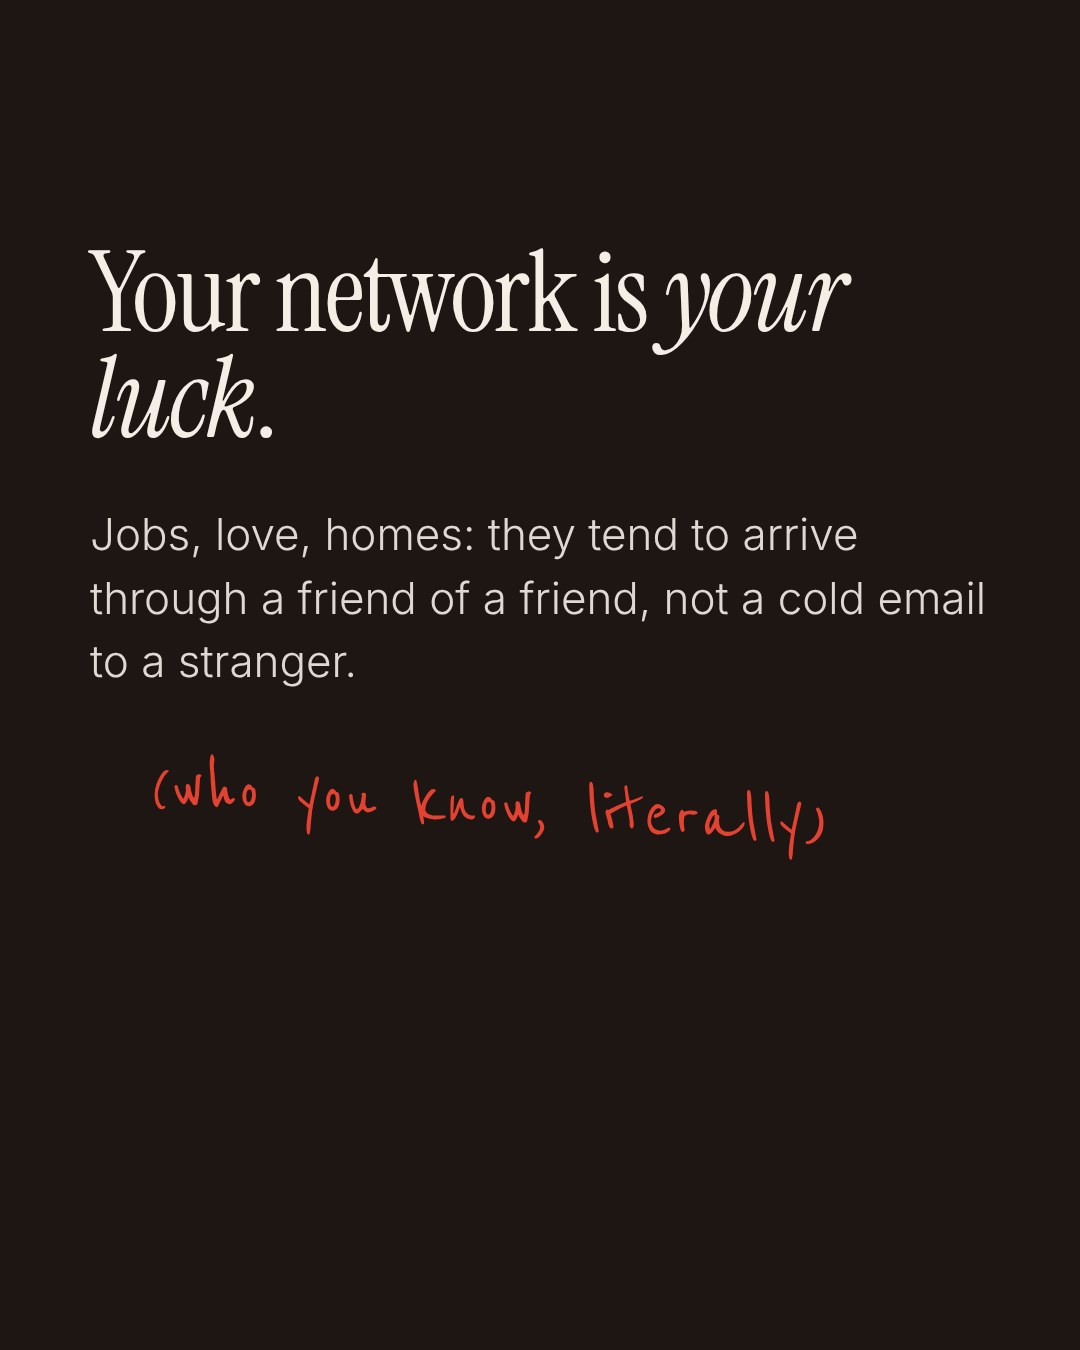 Your network is your
luck.
Jobs, love, homes: they tend to arrive
through a friend of a friend, not a cold email
to a stranger.
(who you know, literally)